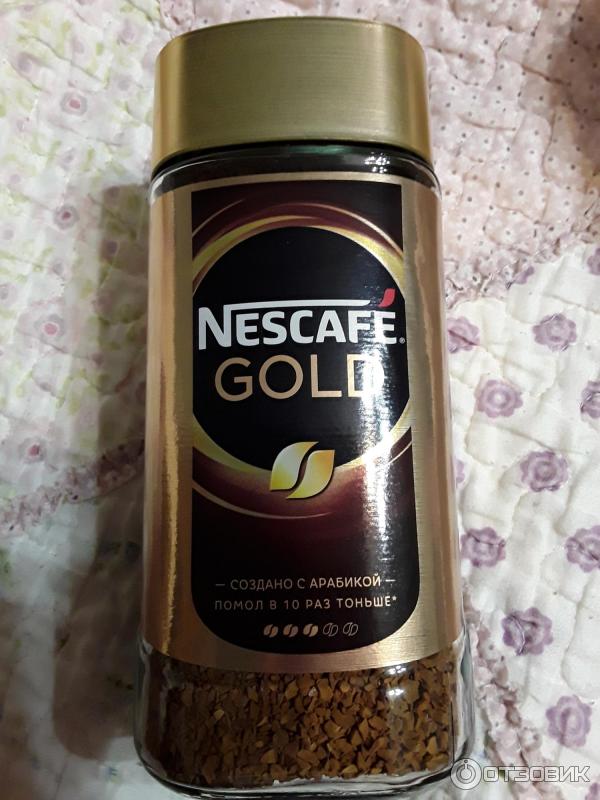 NESCAFÉ®
GOLD
— СОЗДАНО С АРАБИКОЙ —
ПОМОЛ В 10 РАЗ ТОНЬШЕ*
ОТЗОВИК